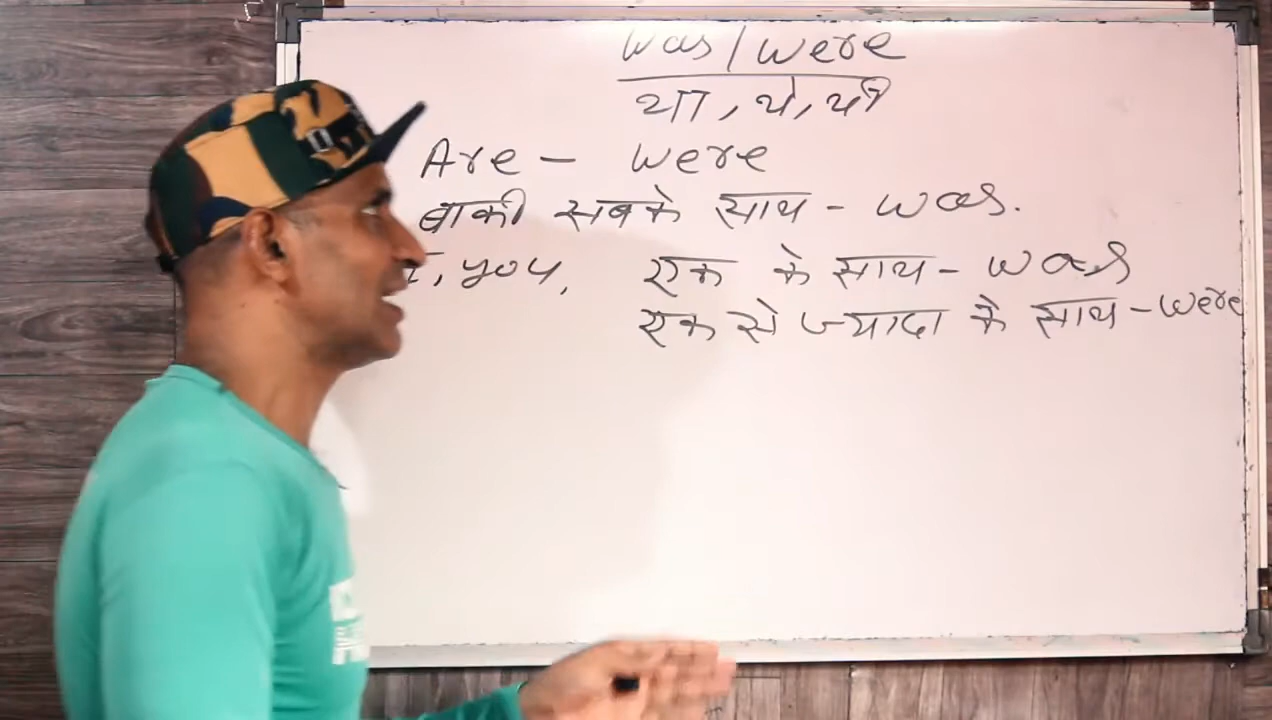 was / were
था, थे, थी
Are - were
बाकी सबके साथ - was.
I, you, एक के साथ - was
एक से ज्यादा के साथ - were